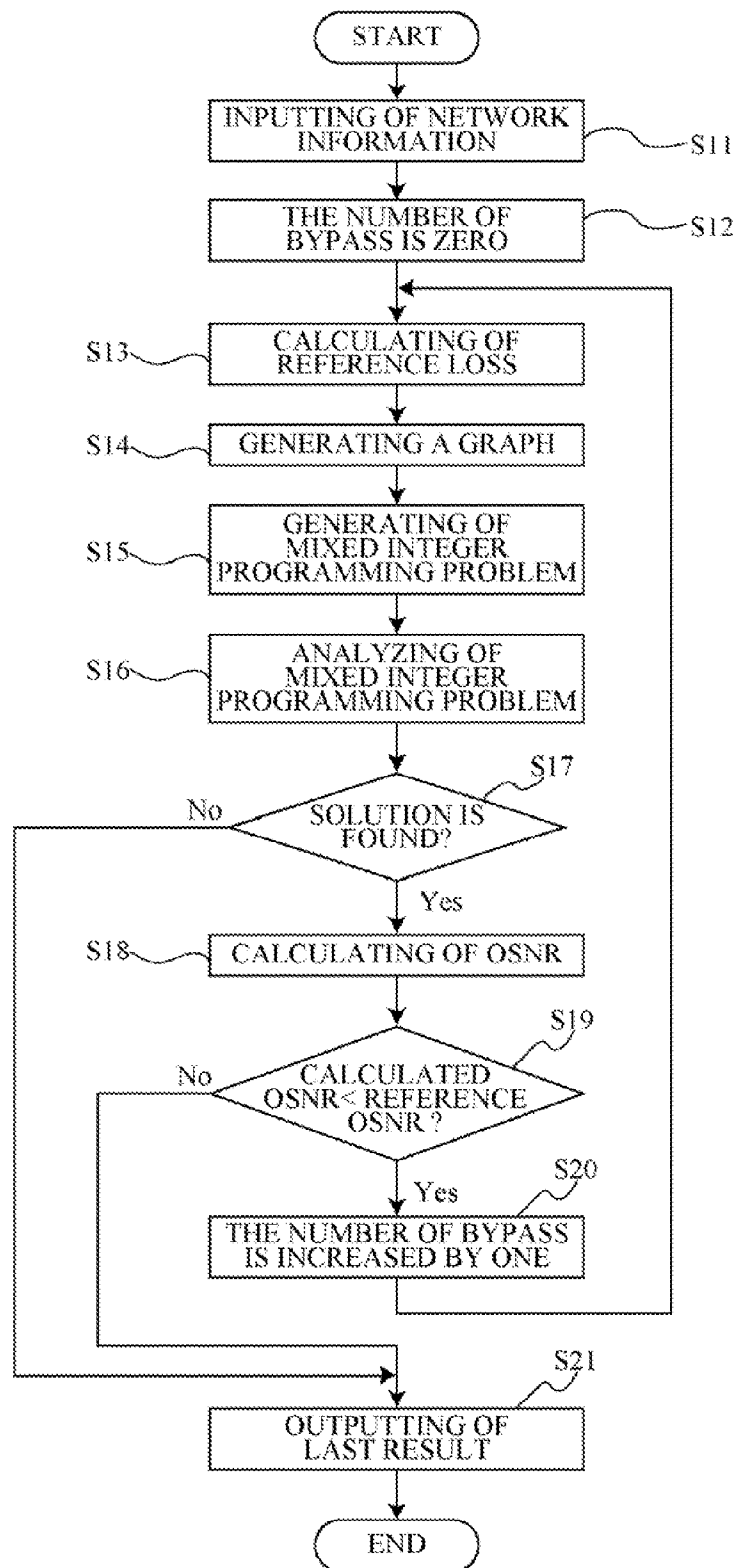 START
INPUTTING OF NETWORK
INFORMATION
S11
THE NUMBER OF
BYPASS IS ZERO
S12
S13
CALCULATING OF
REFERENCE LOSS
S14
GENERATING A GRAPH
S15
GENERATING OF
MIXED INTEGER
PROGRAMMING PROBLEM
S16
ANALYZING OF
MIXED INTEGER
PROGRAMMING PROBLEM
S17
No
SOLUTION IS
FOUND?
Yes
S18
CALCULATING OF OSNR
S19
No
CALCULATED
OSNR< REFERENCE
OSNR ?
Yes
S20
THE NUMBER OF BYPASS
IS INCREASED BY ONE
S21
OUTPUTTING OF
LAST RESULT
END